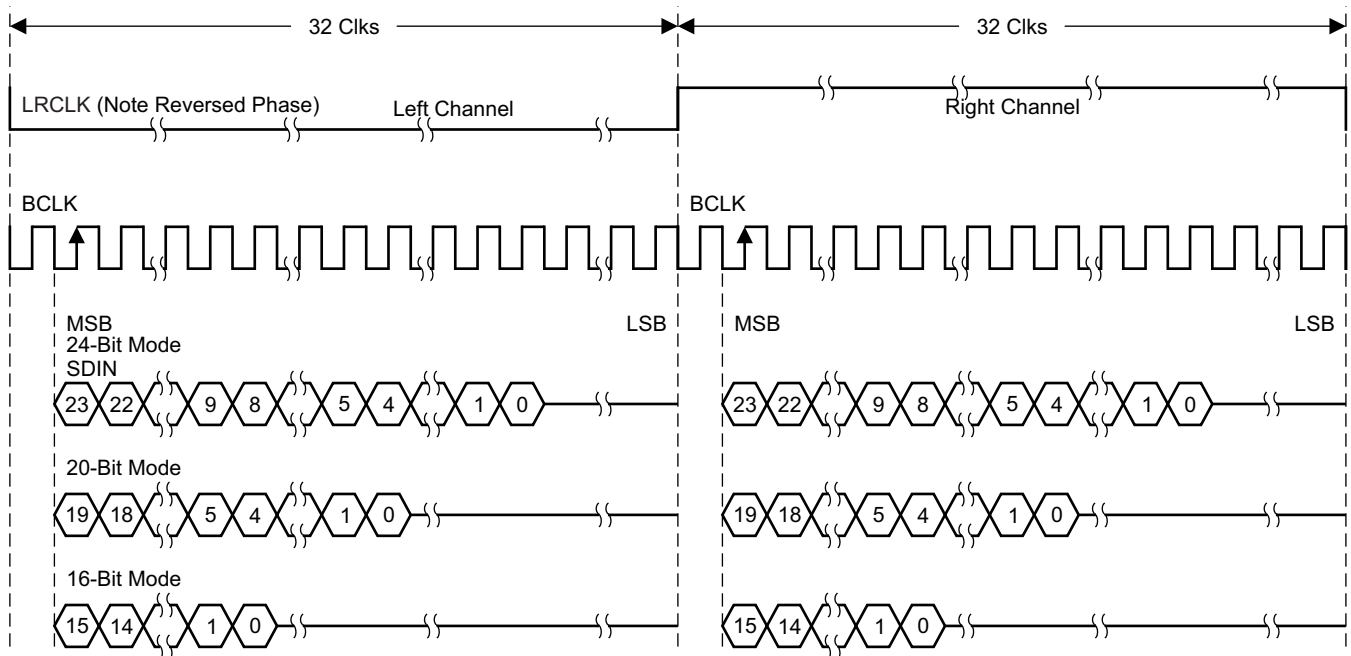 32 Clks 32 Clks
LRCLK (Note Reversed Phase) Left Channel Right Channel
BCLK BCLK
MSB LSB MSB LSB
24-Bit Mode
SDIN
23 22 9 8 5 4 1 0 23 22 9 8 5 4 1 0
20-Bit Mode
19 18 5 4 1 0 19 18 5 4 1 0
16-Bit Mode
15 14 1 0 15 14 1 0